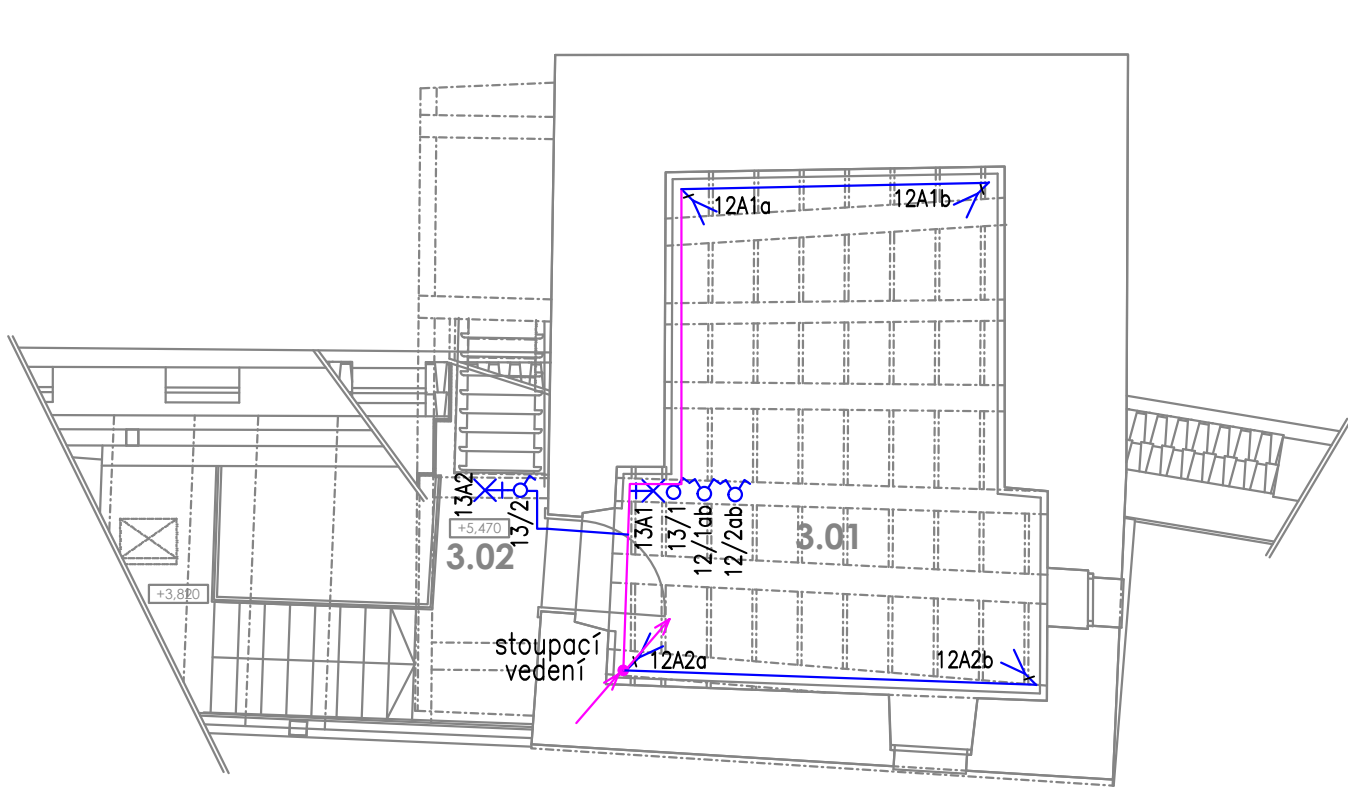 12A1a
12A1b
13A2
13/2
13A1
13/1
12/1ab
12/2ab
3.01
+5,470
3.02
+3,820
stoupací
vedení
12A2a
12A2b